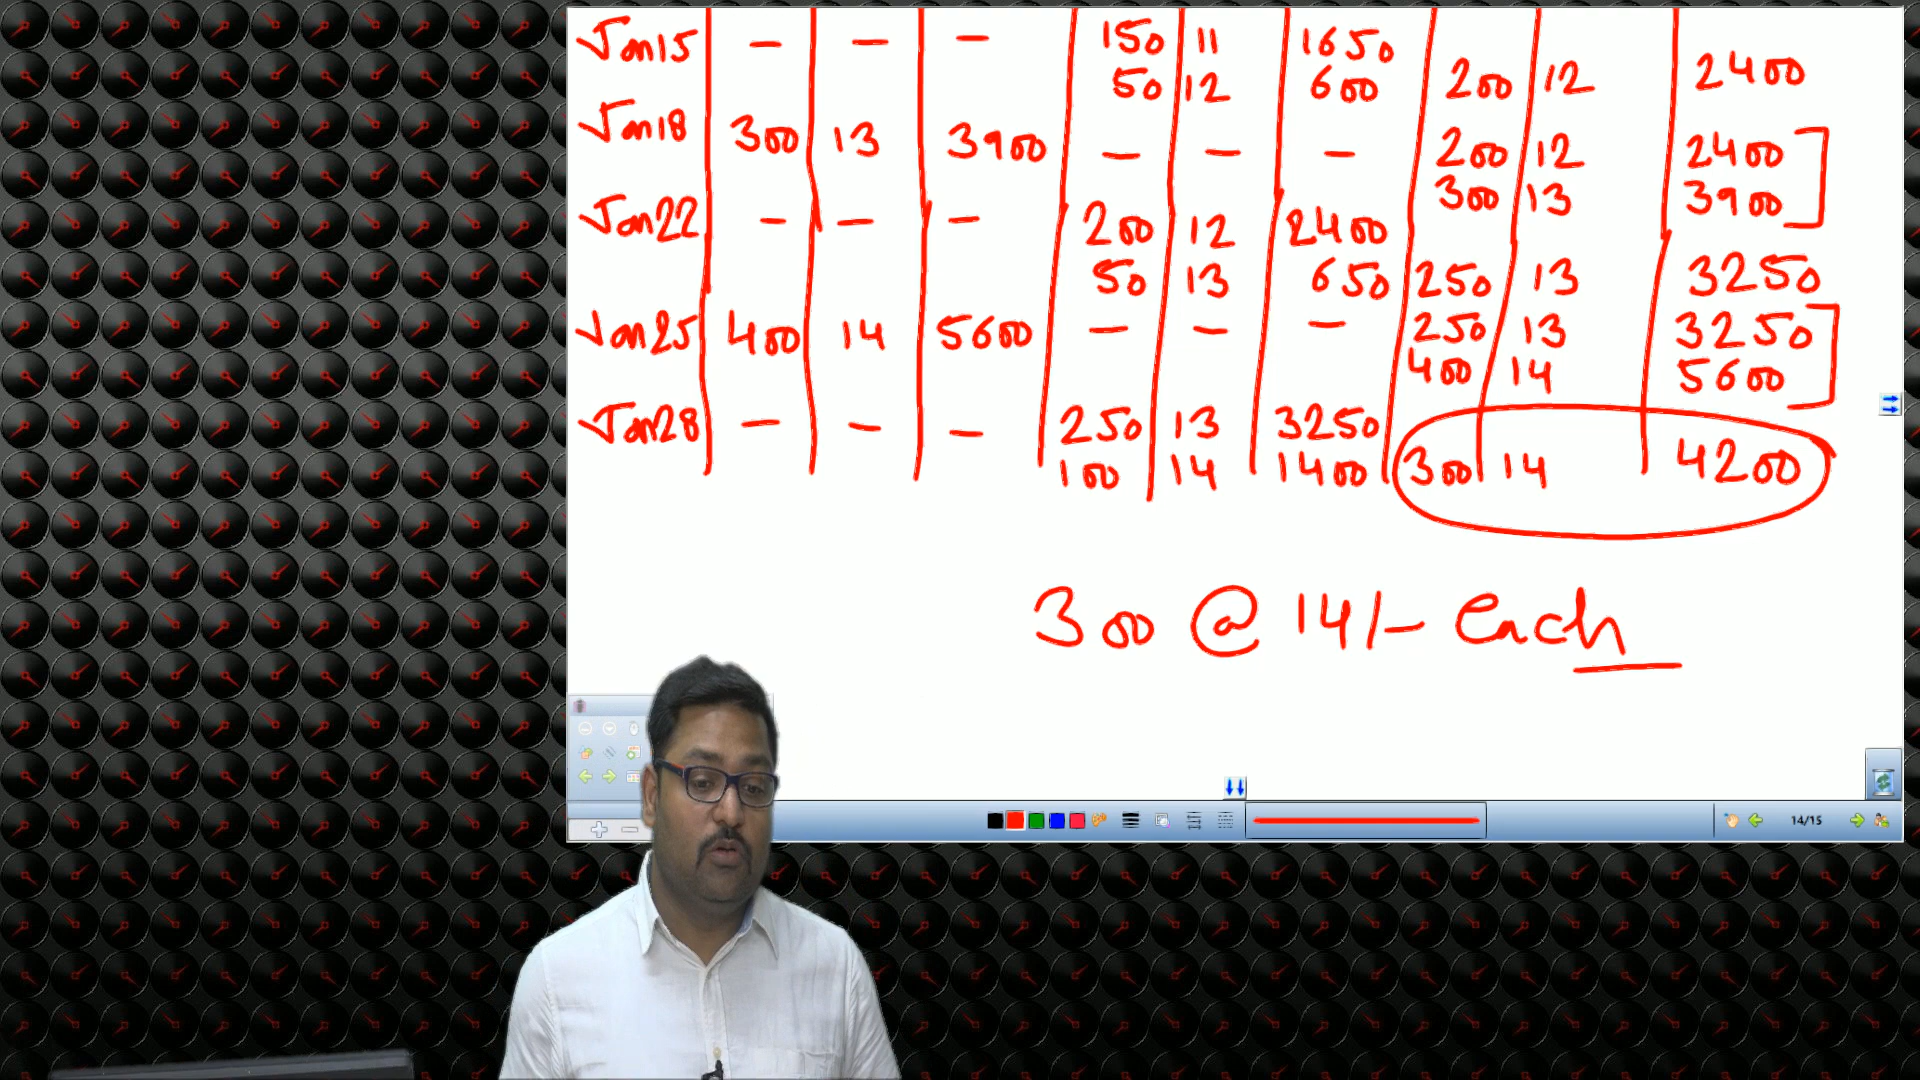 Jan15 — — — 150 11 1650
50 12 600 200 12 2400
Jan18 300 13 3900 — — — 200 12 2400
300 13 3900
Jan22 — — — 200 12 2400
50 13 650 250 13 3250
Jan25 400 14 5600 — — — 250 13 3250
400 14 5600
Jan28 — — — 250 13 3250
100 14 1400 300 14 4200
300 @ 14/- each
14/15